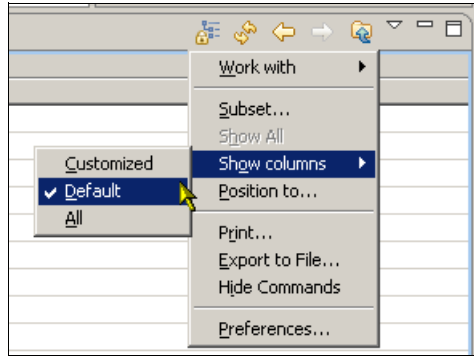 Work with
Subset...
Show All
Show columns
Position to...
Print...
Export to File...
Hide Commands
Preferences...
Customized
Default
All